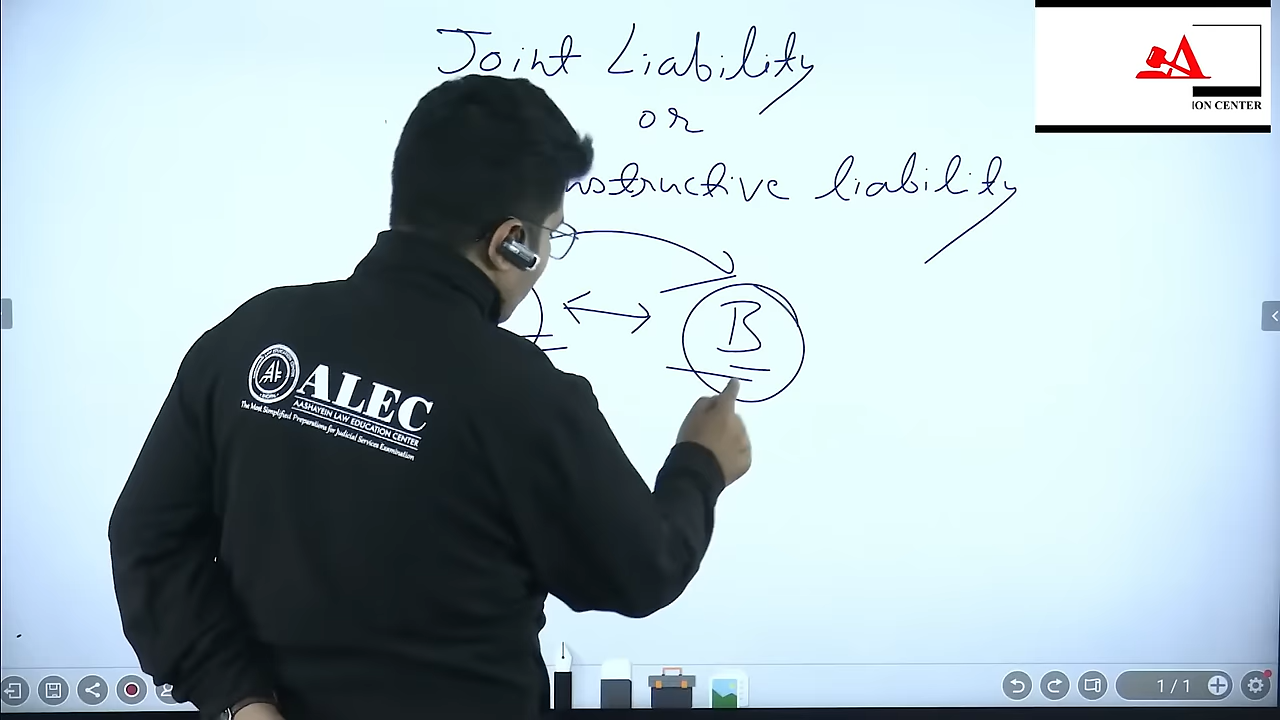 Joint Liability
or
nstructive liability
B
ION CENTER
ALEC
AASHAYEIN LAW EDUCATION CENTER
The Most Simplified Preparations for Judicial Services Examination
1/1